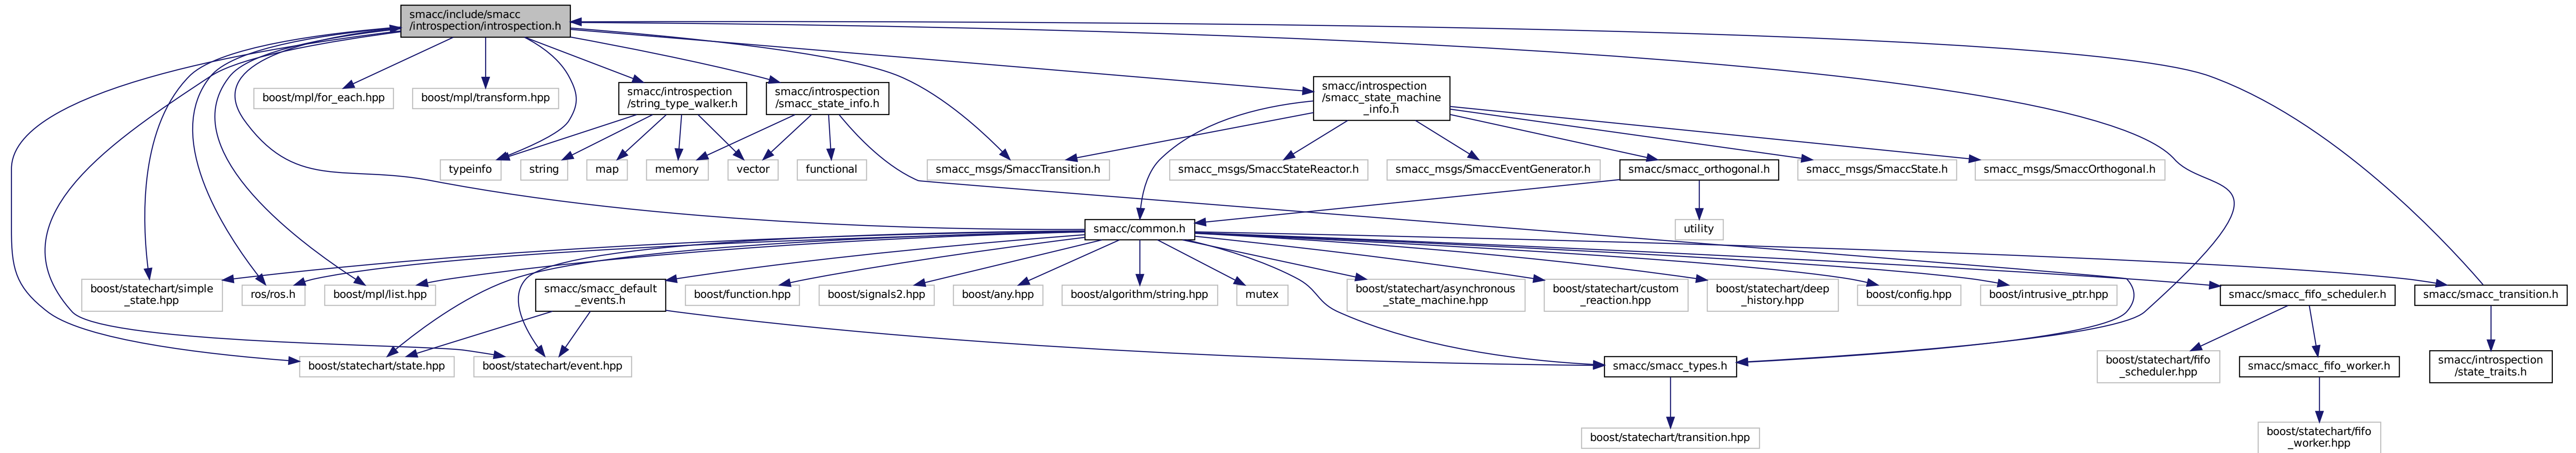 smacc/include/smacc
/introspection/introspection.h
boost/mpl/for_each.hpp
boost/mpl/transform.hpp
smacc/introspection
/string_type_walker.h
smacc/introspection
/smacc_state_info.h
smacc/introspection
/smacc_state_machine
_info.h
typeinfo
string
map
memory
vector
functional
smacc_msgs/SmaccTransition.h
smacc_msgs/SmaccStateReactor.h
smacc_msgs/SmaccEventGenerator.h
smacc/smacc_orthogonal.h
smacc_msgs/SmaccState.h
smacc_msgs/SmaccOrthogonal.h
smacc/common.h
utility
boost/statechart/simple
_state.hpp
ros/ros.h
boost/mpl/list.hpp
smacc/smacc_default
_events.h
boost/function.hpp
boost/signals2.hpp
boost/any.hpp
boost/algorithm/string.hpp
mutex
boost/statechart/asynchronous
_state_machine.hpp
boost/statechart/custom
_reaction.hpp
boost/statechart/deep
_history.hpp
boost/config.hpp
boost/intrusive_ptr.hpp
smacc/smacc_fifo_scheduler.h
smacc/smacc_transition.h
boost/statechart/state.hpp
boost/statechart/event.hpp
smacc/smacc_types.h
boost/statechart/fifo
_scheduler.hpp
smacc/smacc_fifo_worker.h
smacc/introspection
/state_traits.h
boost/statechart/transition.hpp
boost/statechart/fifo
_worker.hpp